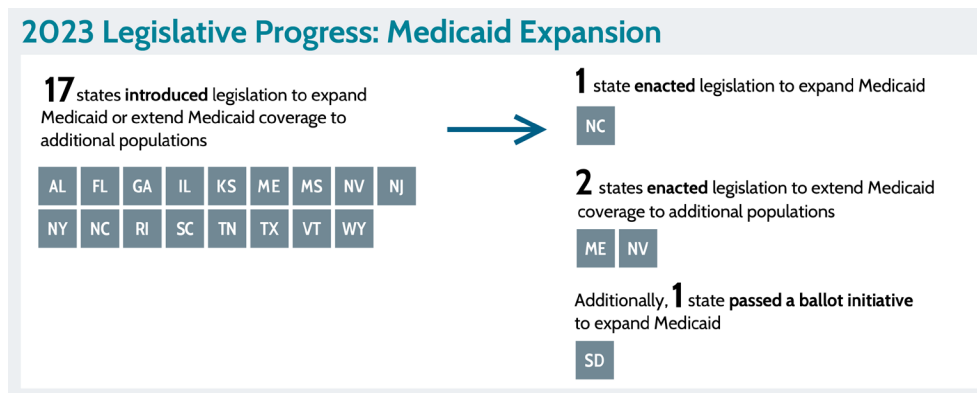 2023 Legislative Progress: Medicaid Expansion
17 states introduced legislation to expand
Medicaid or extend Medicaid coverage to
additional populations
AL FL GA IL KS ME MS NV NJ
NY NC RI SC TN TX VT WY
1 state enacted legislation to expand Medicaid
NC
2 states enacted legislation to extend Medicaid
coverage to additional populations
ME NV
Additionally, 1 state passed a ballot initiative
to expand Medicaid
SD